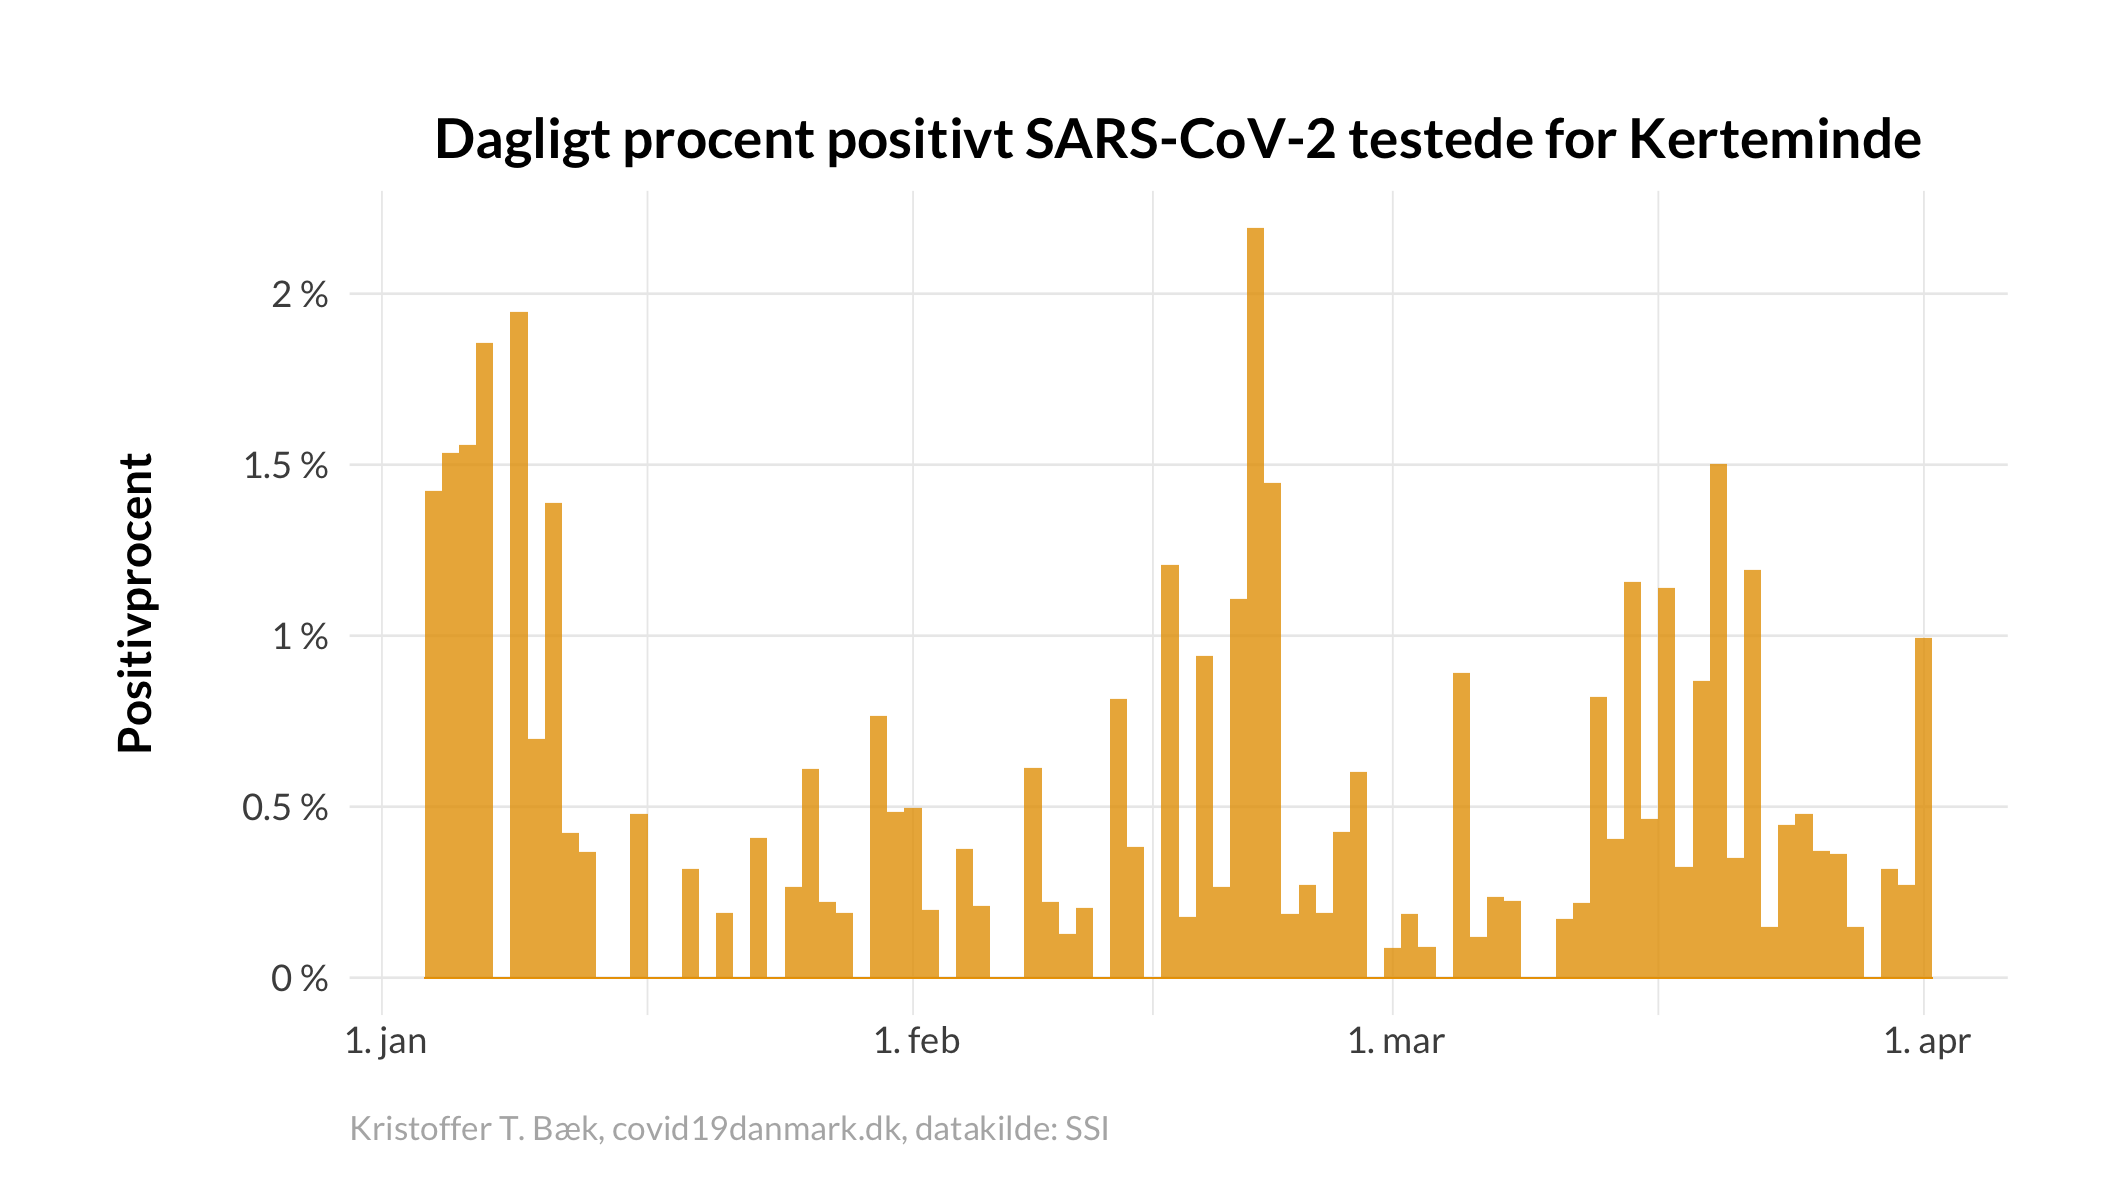 Dagligt procent positivt SARS-CoV-2 testede for Kerteminde
Positivprocent
2 %
1.5 %
1 %
0.5 %
0 %
1. jan
1. feb
1. mar
1. apr
Kristoffer T. Bæk, covid19danmark.dk, datakilde: SSI